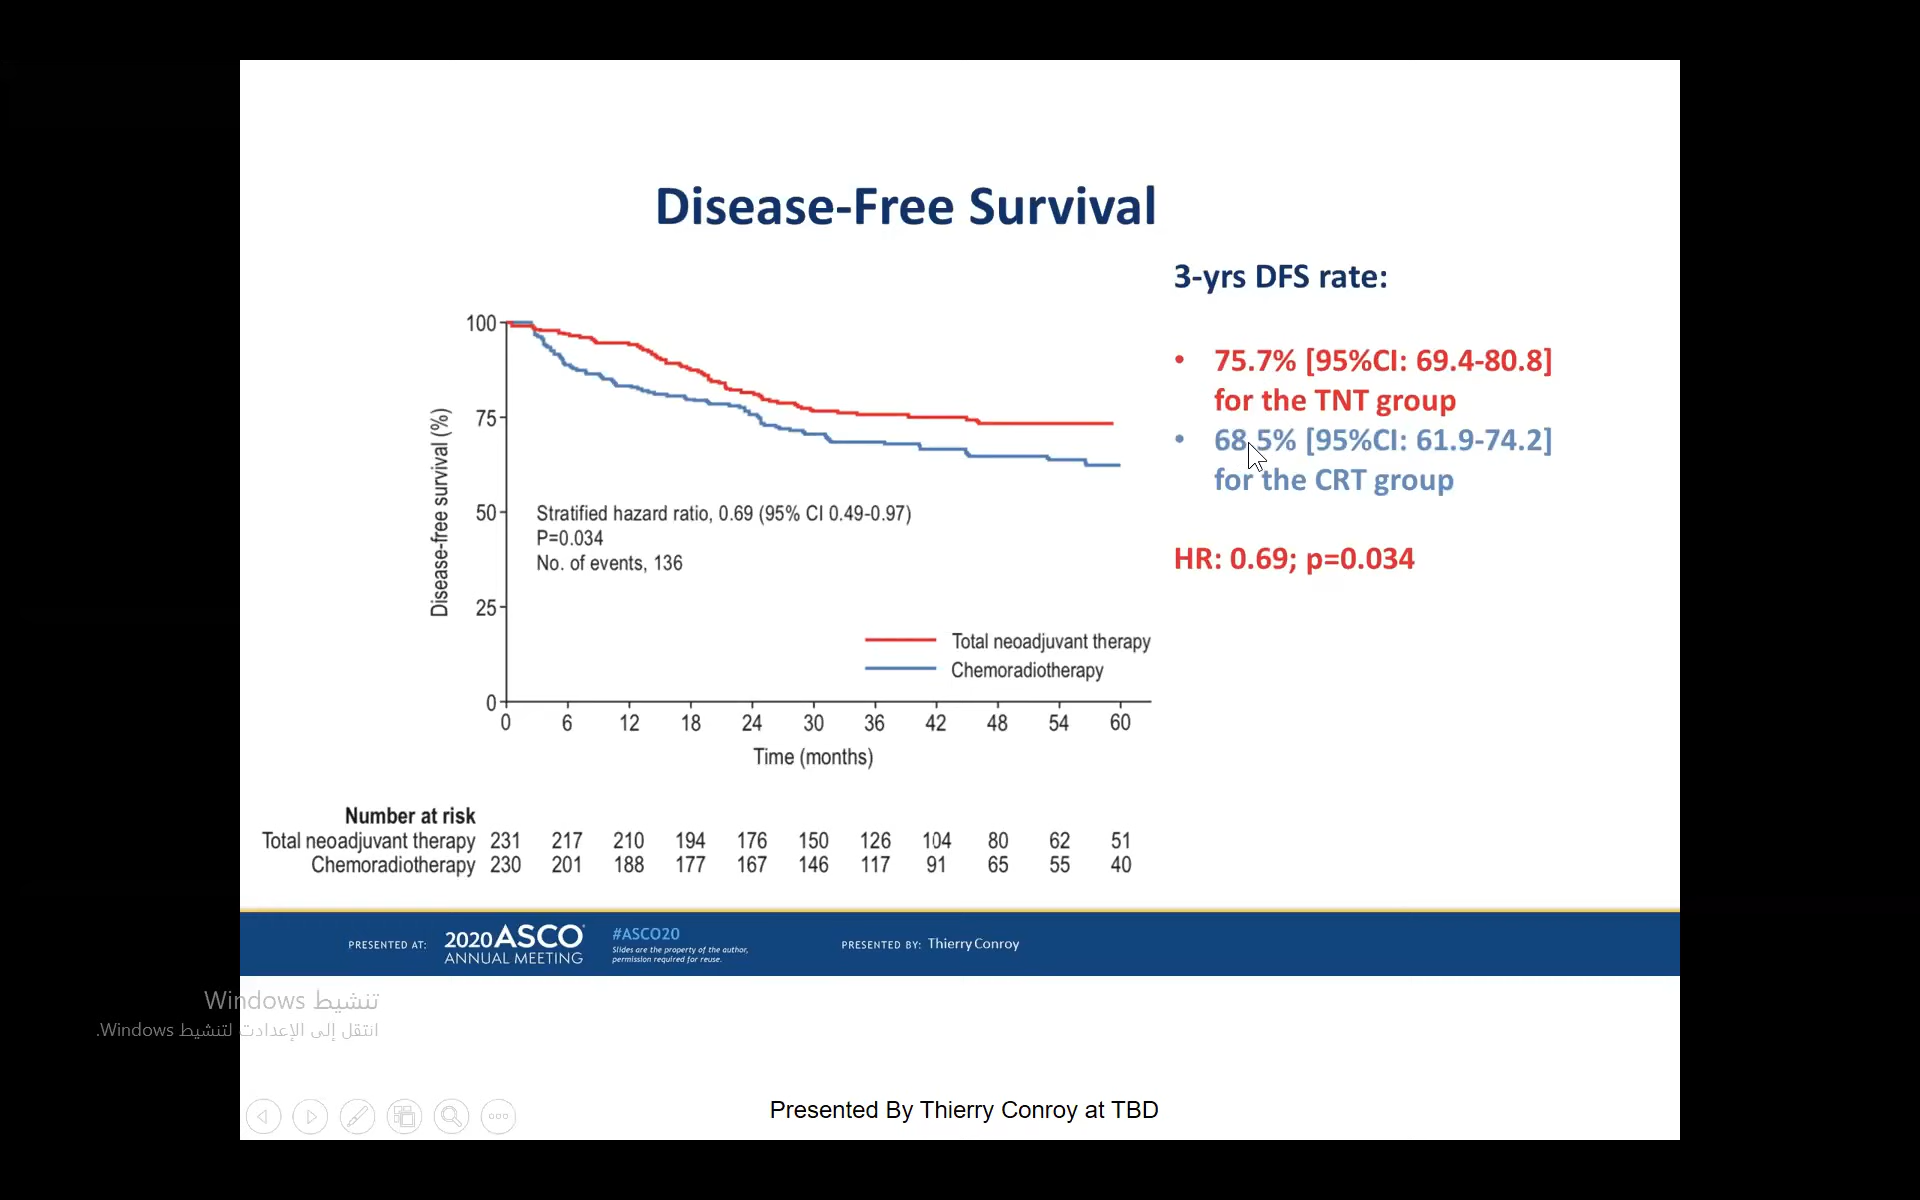 Disease-Free Survival
3-yrs DFS rate:
• 75.7% [95%CI: 69.4-80.8]
for the TNT group
• 68.5% [95%CI: 61.9-74.2]
for the CRT group
HR: 0.69; p=0.034
Disease-free survival (%)
100
75
50
25
0
Stratified hazard ratio, 0.69 (95% CI 0.49-0.97)
P=0.034
No. of events, 136
Total neoadjuvant therapy
Chemoradiotherapy
0 6 12 18 24 30 36 42 48 54 60
Time (months)
Number at risk
Total neoadjuvant therapy 231 217 210 194 176 150 126 104 80 62 51
Chemoradiotherapy 230 201 188 177 167 146 117 91 65 55 40
PRESENTED AT: 2020 ASCO
ANNUAL MEETING
#ASCO20
Slides are the property of the author,
permission required for reuse.
PRESENTED BY: Thierry Conroy
تنشيط Windows
انتقل إلى الإعدادت لتنشيط Windows.
Presented By Thierry Conroy at TBD